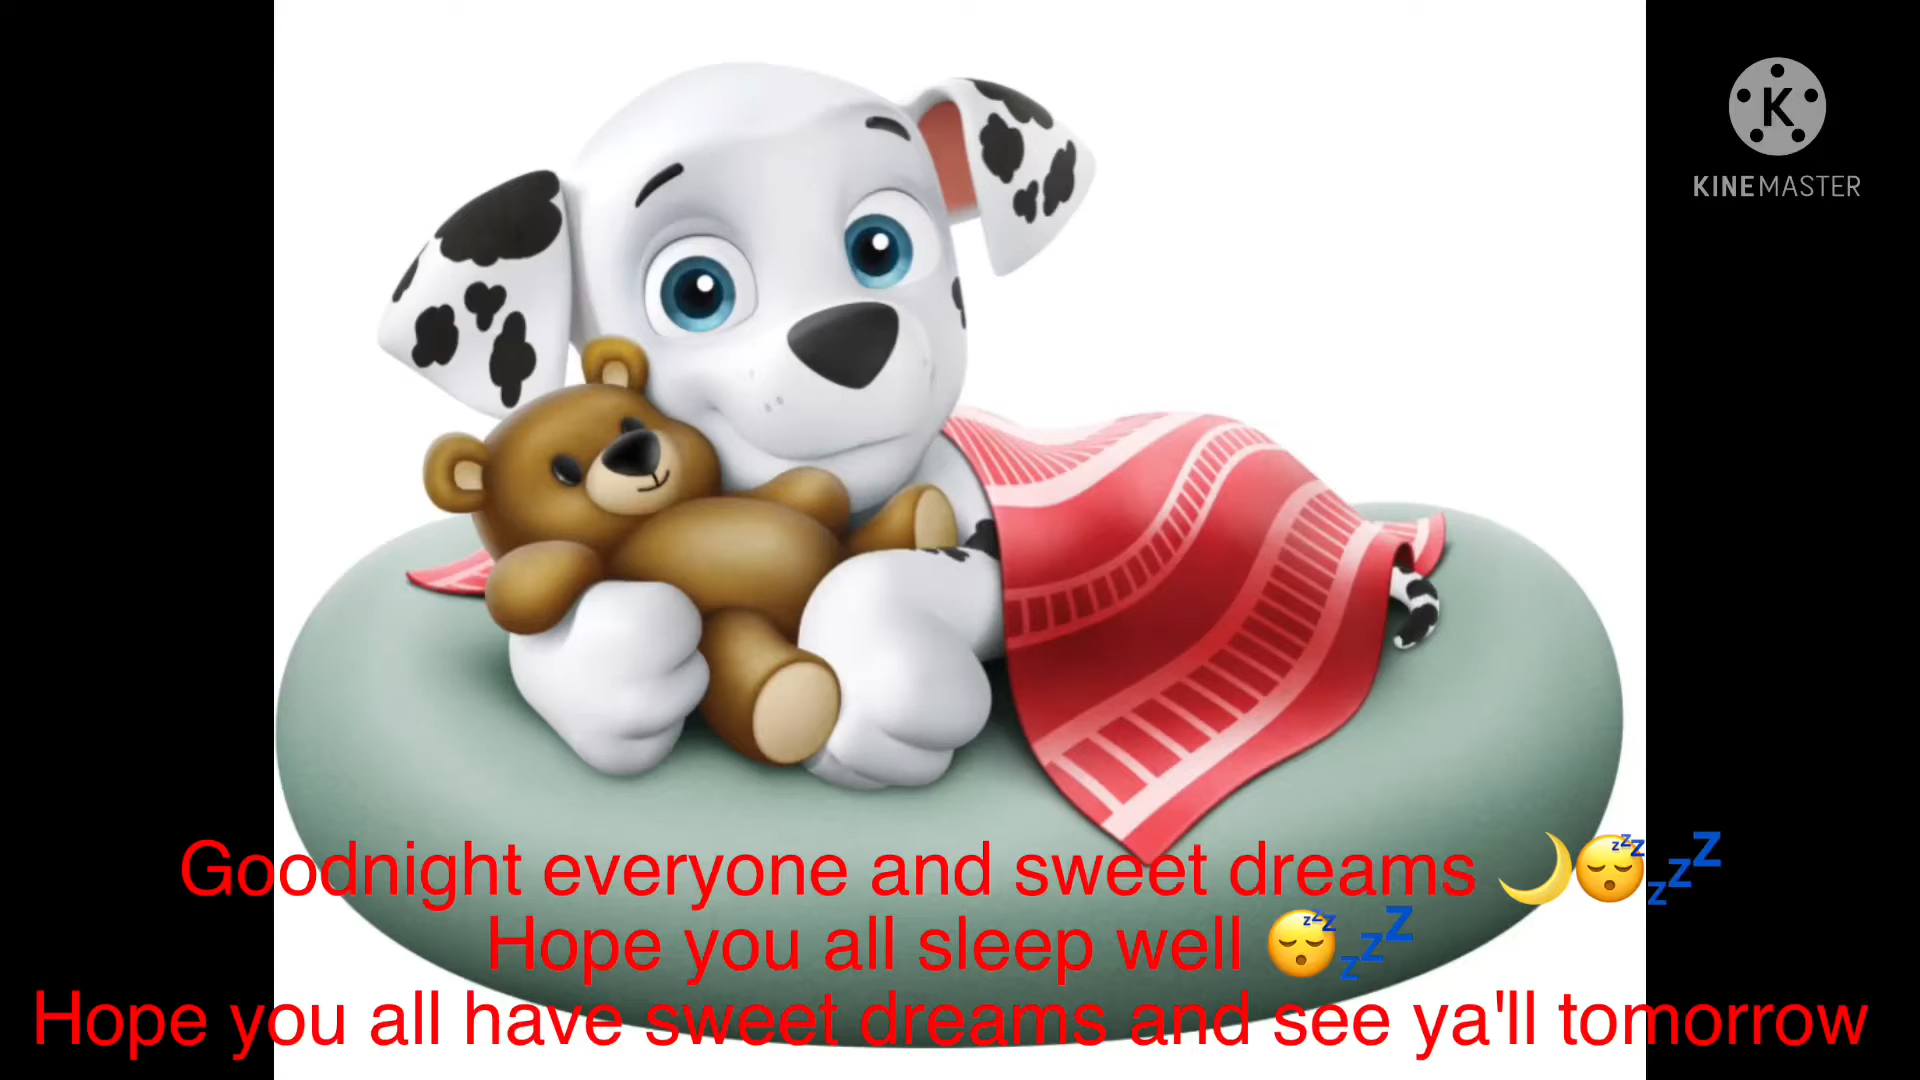 K
KINEMASTER
Goodnight everyone and sweet dreams 🌙😴💤
Hope you all sleep well 😴💤
Hope you all have sweet dreams and see ya'll tomorrow